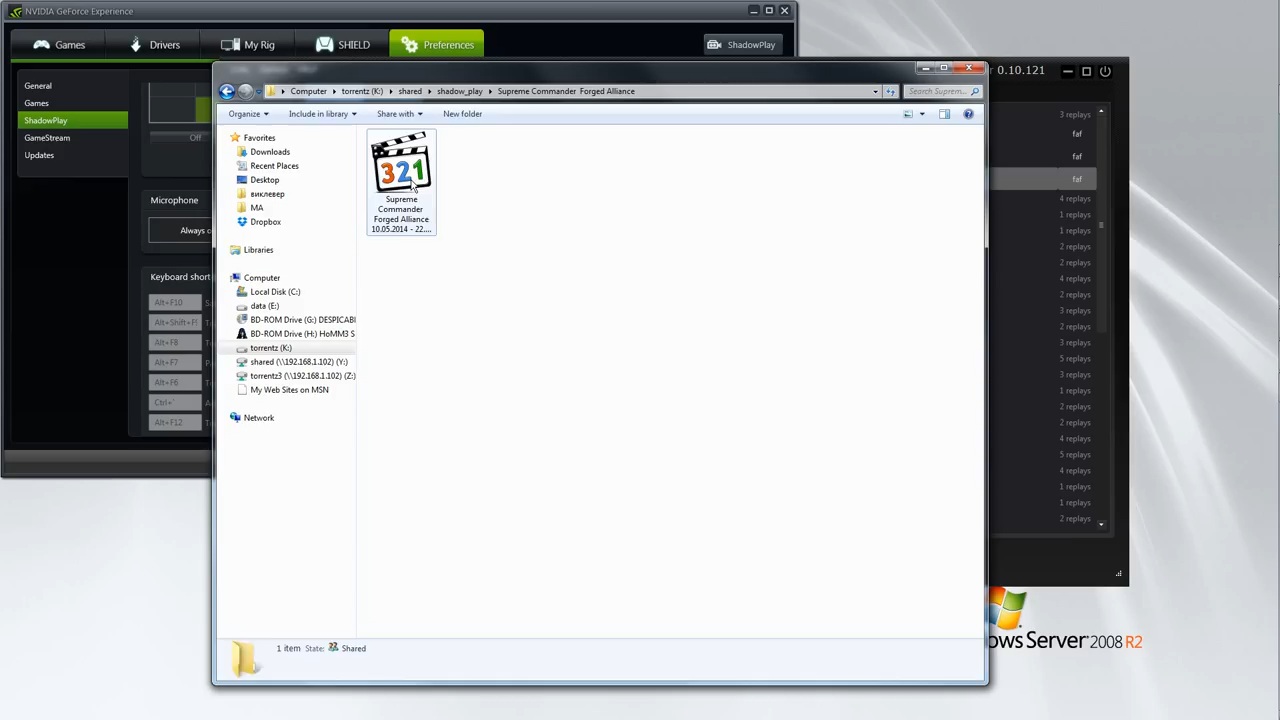 NVIDIA GeForce Experience
Games
Drivers
My Rig
SHIELD
Preferences
ShadowPlay
General
Games
ShadowPlay
GameStream
Updates
Off
Microphone
Always
Keyboard short
Alt+F10
Alt+Shift+F
Alt+F8
Alt+F7
Alt+F6
Ctrl+'
Alt+F12
Computer
torrentz (K:)
shared
shadow_play
Supreme Commander Forged Alliance
Search Suprem...
Organize
Include in library
Share with
New folder
Favorites
Downloads
Recent Places
Desktop
виклевер
MA
Dropbox
Libraries
Computer
Local Disk (C:)
data (E:)
BD-ROM Drive (G:) DESPICABL
BD-ROM Drive (H:) HoMM3 S
torrentz (K:)
shared (\\192.168.1.102) (Y:)
torrentz3 (\\192.168.1.102) (Z:)
My Web Sites on MSN
Network
321
Supreme
Commander
Forged Alliance
10.05.2014 - 22....
1 item State: Shared
r 0.10.121
3 replays
faf
faf
faf
4 replays
1 replays
1 replays
2 replays
2 replays
4 replays
2 replays
3 replays
2 replays
3 replays
5 replays
3 replays
1 replays
2 replays
2 replays
4 replays
5 replays
4 replays
1 replays
1 replays
2 replays
ows Server 2008 R2